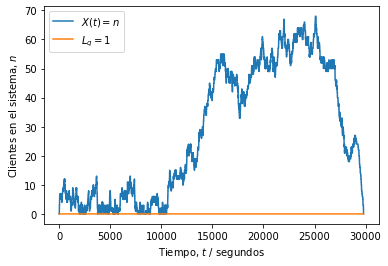 70
60
50
40
30
20
10
0
Clientes en el sistema, n
X(t) = n
L_q = 1
0 5000 10000 15000 20000 25000 30000
Tiempo, t / segundos